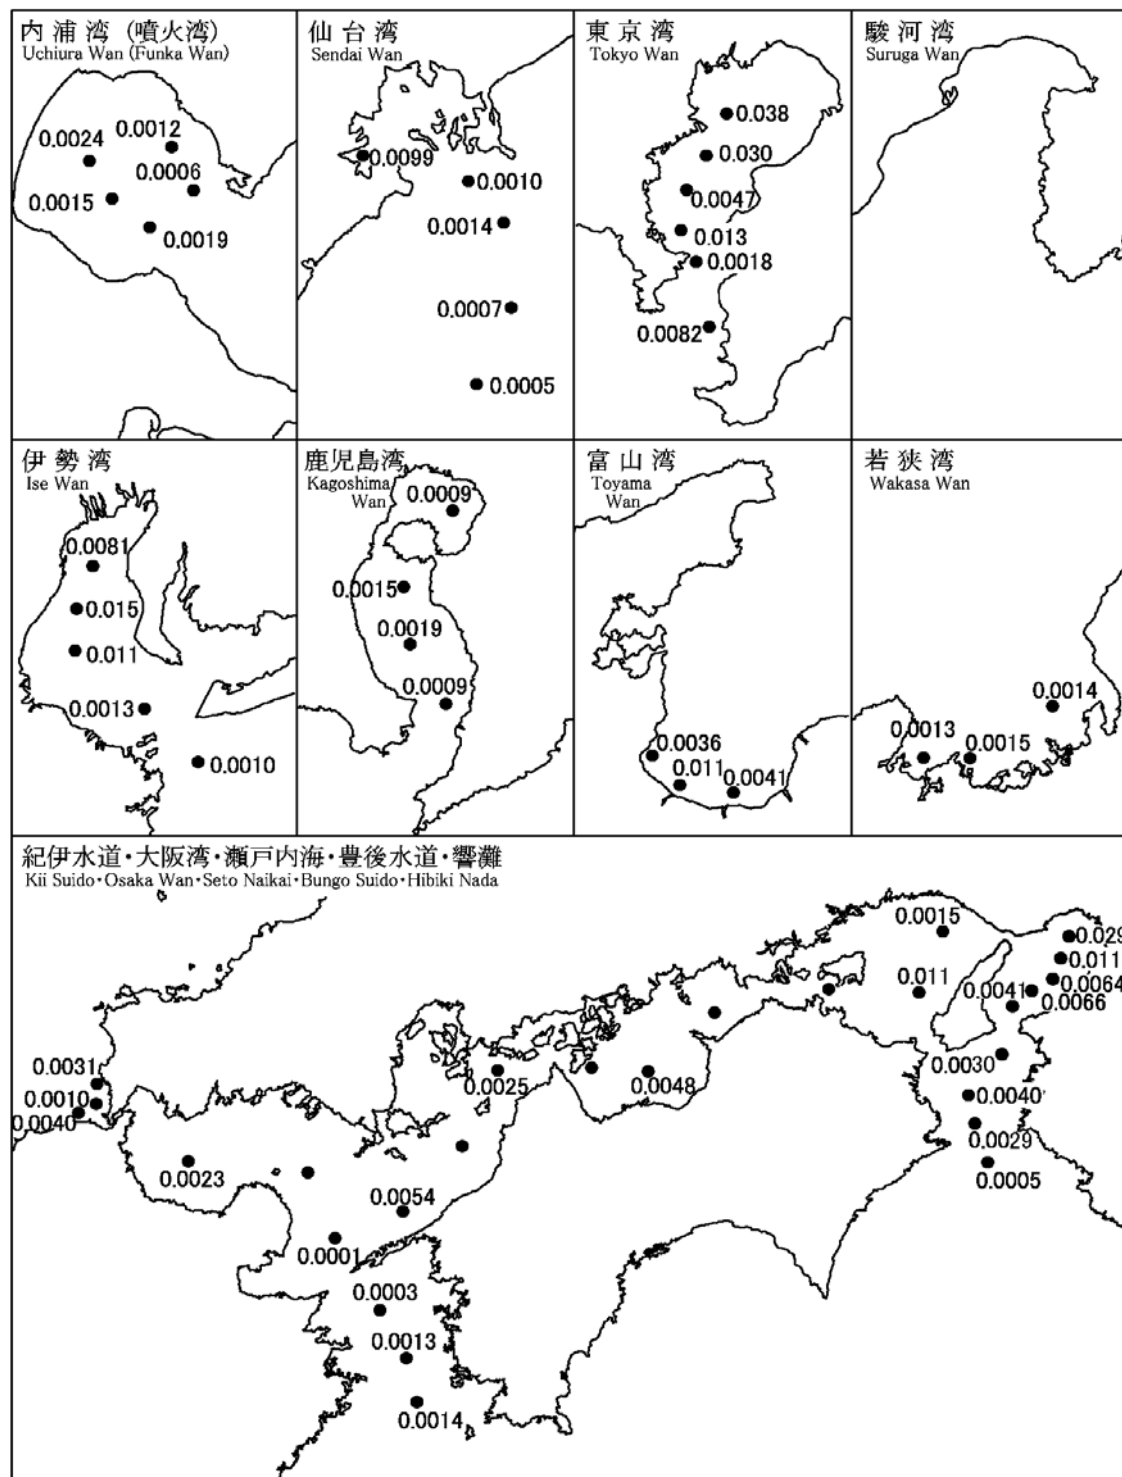 内浦湾 (噴火湾)
Uchiura Wan (Funka Wan)
0.0012
0.0024
0.0006
0.0015
0.0019
仙台湾
Sendai Wan
0.0099
0.0010
0.0014
0.0007
0.0005
東京湾
Tokyo Wan
0.038
0.030
0.0047
0.013
0.0018
0.0082
駿河湾
Suruga Wan
伊勢湾
Ise Wan
0.0081
0.015
0.011
0.0013
0.0010
鹿児島湾
Kagoshima
Wan
0.0009
0.0015
0.0019
0.0009
富山湾
Toyama
Wan
0.0036
0.011
0.0041
若狭湾
Wakasa Wan
0.0014
0.0013
0.0015
紀伊水道・大阪湾・瀬戸内海・豊後水道・響灘
Kii Suido・Osaka Wan・Seto Naikai・Bungo Suido・Hibiki Nada
0.0015
0.029
0.011
0.0064
0.011
0.0041
0.0066
0.0030
0.0031
0.0025
0.0048
0.0040
0.0010
0.0040
0.0029
0.0023
0.0005
0.0054
0.0001
0.0003
0.0013
0.0014